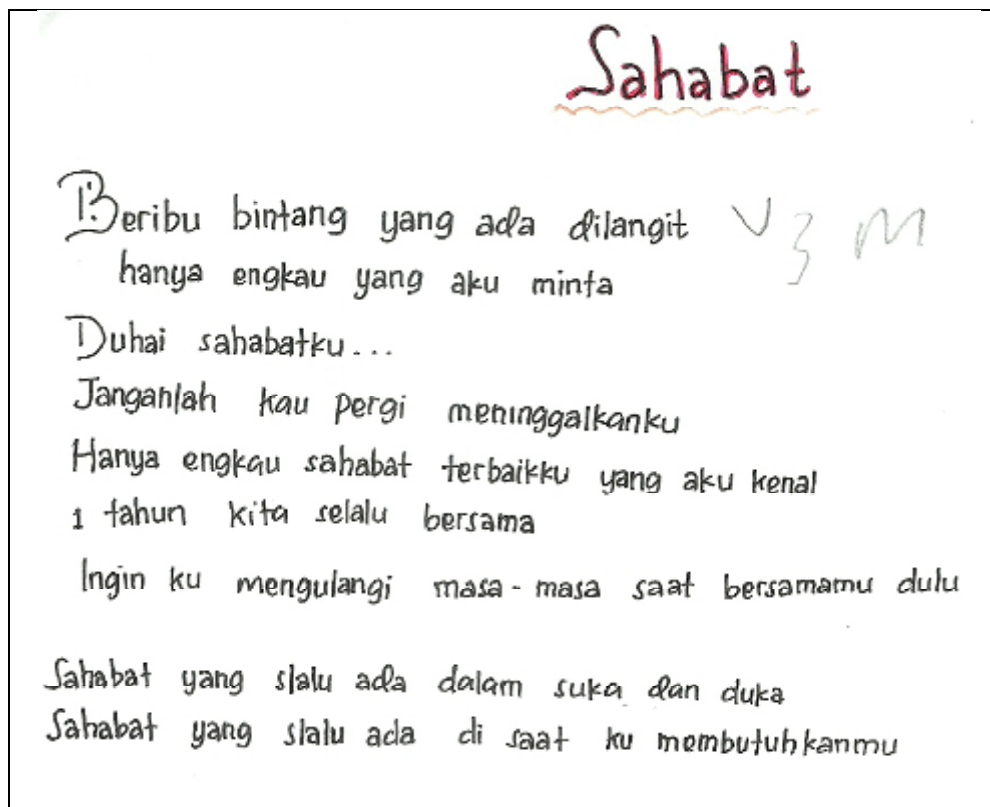 Sahabat
Beribu bintang yang ada dilangit V 3 M
hanya engkau yang aku minta
Duhai sahabatku...
Janganlah kau pergi meninggalkanku
Hanya engkau sahabat terbaikku yang aku kenal
1 tahun kita selalu bersama
Ingin ku mengulangi masa-masa saat bersamamu dulu
Sahabat yang slalu ada dalam suka dan duka
Sahabat yang slalu ada di saat ku membutuhkanmu